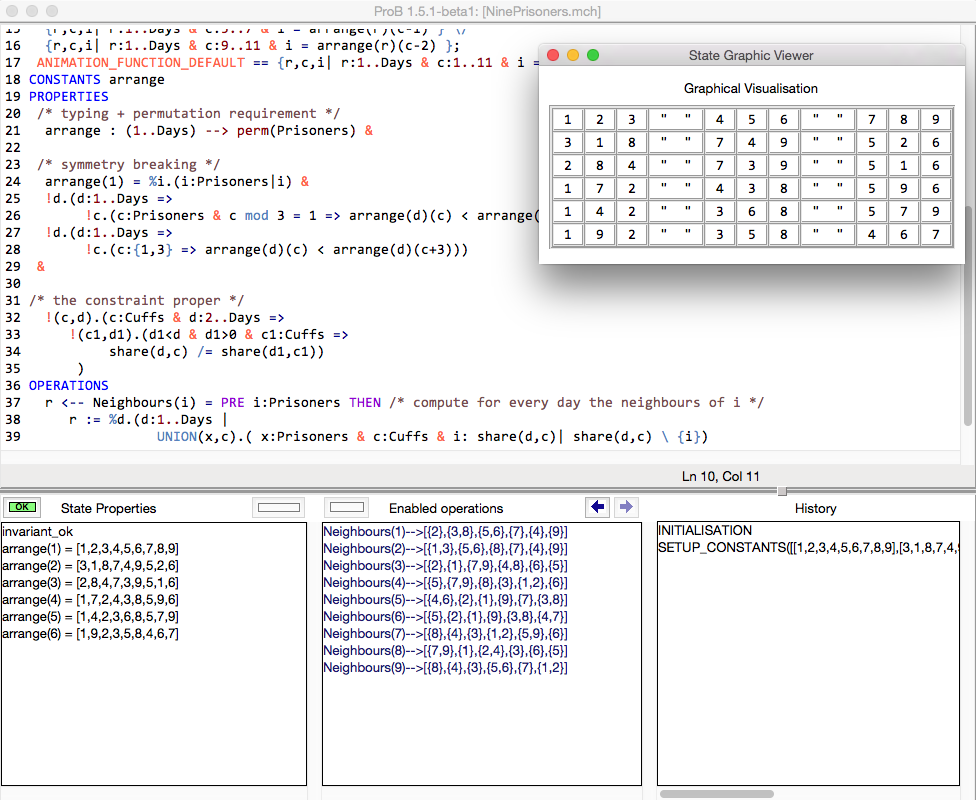 ProB 1.5.1-beta1: [NinePrisoners.mch]
15 {r,c,i| r:1..Days & c:5..7 & i = arrange(r)(c-1) } \/
16 {r,c,i| r:1..Days & c:9..11 & i = arrange(r)(c-2) };
17 ANIMATION_FUNCTION_DEFAULT == {r,c,i| r:1..Days & c:1..11 & i =
18 CONSTANTS arrange
19 PROPERTIES
20 /* typing + permutation requirement */
21 arrange : (1..Days) --> perm(Prisoners) &
22
23 /* symmetry breaking */
24 arrange(1) = %i.(i:Prisoners|i) &
25 !d.(d:1..Days =>
26 !c.(c:Prisoners & c mod 3 = 1 => arrange(d)(c) < arrange(
27 !d.(d:1..Days =>
28 !c.(c:{1,3} => arrange(d)(c) < arrange(d)(c+3)))
29 &
30
31 /* the constraint proper */
32 !(c,d).(c:Cuffs & d:2..Days =>
33 !(c1,d1).(d1<d & d1>0 & c1:Cuffs =>
34 share(d,c) /= share(d1,c1))
35 )
36 OPERATIONS
37 r <-- Neighbours(i) = PRE i:Prisoners THEN /* compute for every day the neighbours of i */
38 r := %d.(d:1..Days |
39 UNION(x,c).( x:Prisoners & c:Cuffs & i: share(d,c)| share(d,c) \ {i})
Ln 10, Col 11
State Graphic Viewer
Graphical Visualisation
1 2 3 " " 4 5 6 " " 7 8 9
3 1 8 " " 7 4 9 " " 5 2 6
2 8 4 " " 7 3 9 " " 5 1 6
1 7 2 " " 4 3 8 " " 5 9 6
1 4 2 " " 3 6 8 " " 5 7 9
1 9 2 " " 3 5 8 " " 4 6 7
OK State Properties
invariant_ok
arrange(1) = [1,2,3,4,5,6,7,8,9]
arrange(2) = [3,1,8,7,4,9,5,2,6]
arrange(3) = [2,8,4,7,3,9,5,1,6]
arrange(4) = [1,7,2,4,3,8,5,9,6]
arrange(5) = [1,4,2,3,6,8,5,7,9]
arrange(6) = [1,9,2,3,5,8,4,6,7]
Enabled operations
Neighbours(1)-->[{2},{3,8},{5,6},{7},{4},{9}]
Neighbours(2)-->[{1,3},{5,6},{8},{7},{4},{9}]
Neighbours(3)-->[{2},{1},{7,9},{4,8},{6},{5}]
Neighbours(4)-->[{5},{7,9},{8},{3},{1,2},{6}]
Neighbours(5)-->[{4,6},{2},{1},{9},{7},{3,8}]
Neighbours(6)-->[{5},{2},{1},{9},{3,8},{4,7}]
Neighbours(7)-->[{8},{4},{3},{1,2},{5,9},{6}]
Neighbours(8)-->[{7,9},{1},{2,4},{3},{6},{5}]
Neighbours(9)-->[{8},{4},{3},{5,6},{7},{1,2}]
History
INITIALISATION
SETUP_CONSTANTS([[1,2,3,4,5,6,7,8,9],[3,1,8,7,4,9